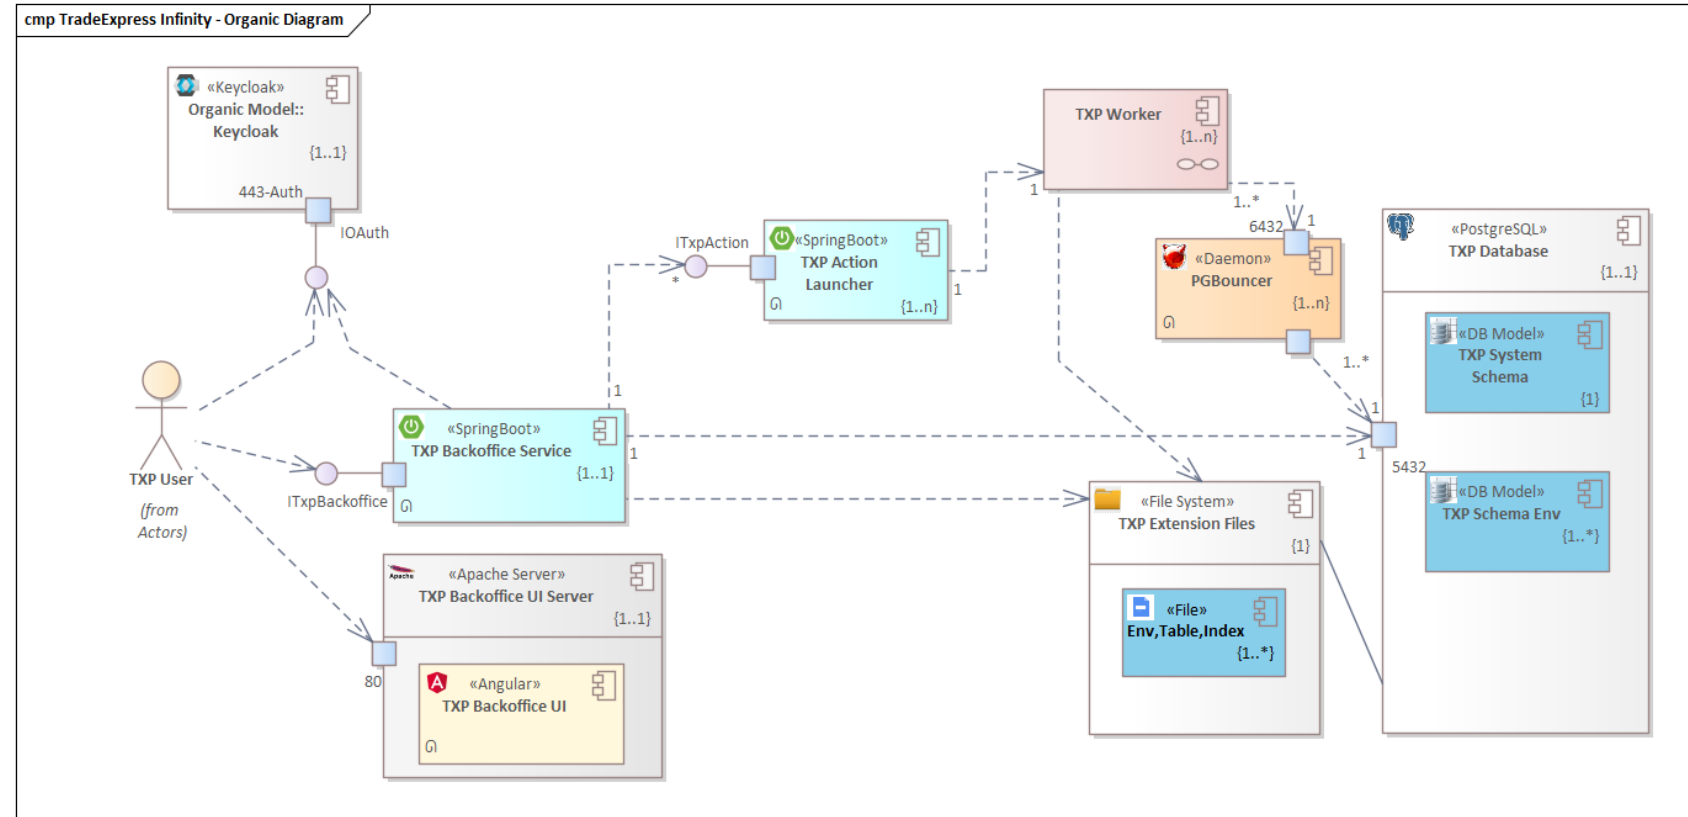 cmp TradeExpress Infinity - Organic Diagram
«Keycloak»
Organic Model::
Keycloak
{1..1}
443-Auth
IOAuth
TXP Worker
{1..n}
1
1..*
6432
1
ITxpAction
*
«SpringBoot»
TXP Action
Launcher
{1..n}
1
«Daemon»
PGBouncer
{1..n}
1..*
1
«PostgreSQL»
TXP Database
{1..1}
«DB Model»
TXP System
Schema
{1}
5432
«DB Model»
TXP Schema Env
{1..*}
TXP User
(from
Actors)
1
«SpringBoot»
TXP Backoffice Service
{1..1}
1
1
ITxpBackoffice
«File System»
TXP Extension Files
{1}
«File»
Env,Table,Index
{1..*}
Apache
«Apache Server»
TXP Backoffice UI Server
{1..1}
80
«Angular»
TXP Backoffice UI